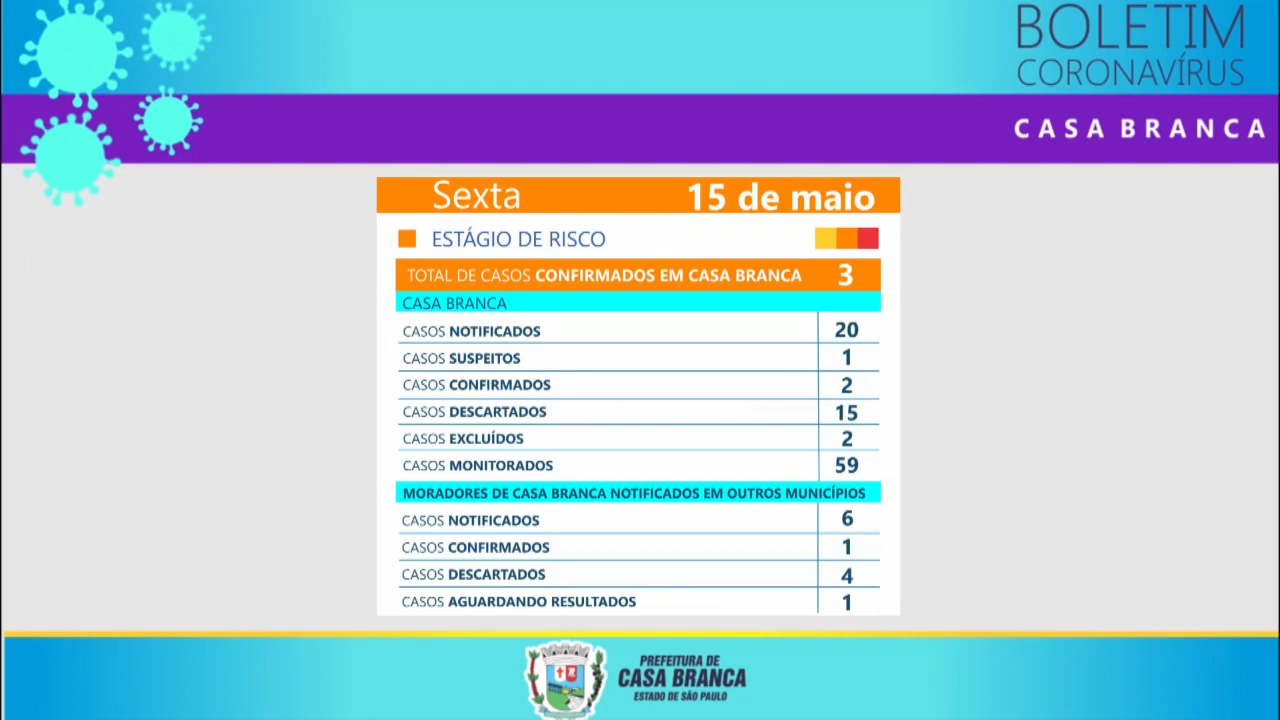 BOLETIM
CORONAVÍRUS
CASA BRANCA
Sexta 15 de maio
ESTÁGIO DE RISCO
TOTAL DE CASOS CONFIRMADOS EM CASA BRANCA 3
CASA BRANCA
CASOS NOTIFICADOS 20
CASOS SUSPEITOS 1
CASOS CONFIRMADOS 2
CASOS DESCARTADOS 15
CASOS EXCLUÍDOS 2
CASOS MONITORADOS 59
MORADORES DE CASA BRANCA NOTIFICADOS EM OUTROS MUNICÍPIOS
CASOS NOTIFICADOS 6
CASOS CONFIRMADOS 1
CASOS DESCARTADOS 4
CASOS AGUARDANDO RESULTADOS 1
PREFEITURA DE
CASA BRANCA
ESTADO DE SÃO PAULO